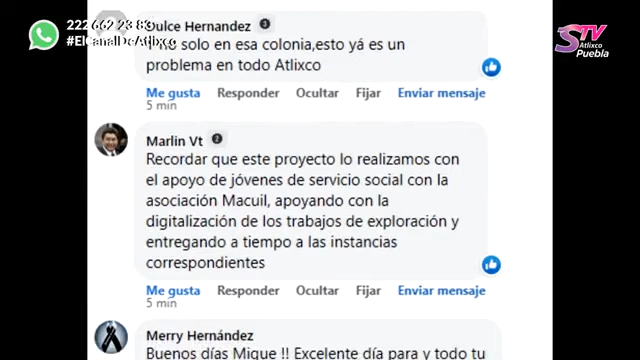 222 662 23 83
#ElCanalDeAtlixco
STV
Atlixco
Puebla
Dulce Hernandez
solo en esa colonia,esto yá es un
problema en todo Atlixco
Me gusta Responder Ocultar Fijar Enviar mensaje
5 min
Marlin Vt 2
Recordar que este proyecto lo realizamos con
el apoyo de jóvenes de servicio social con la
asociación Macuil, apoyando con la
digitalización de los trabajos de exploración y
entregando a tiempo a las instancias
correspondientes
Me gusta Responder Ocultar Fijar Enviar mensaje
5 min
Merry Hernández
Buenos días Migue !! Excelente día para y todo tu